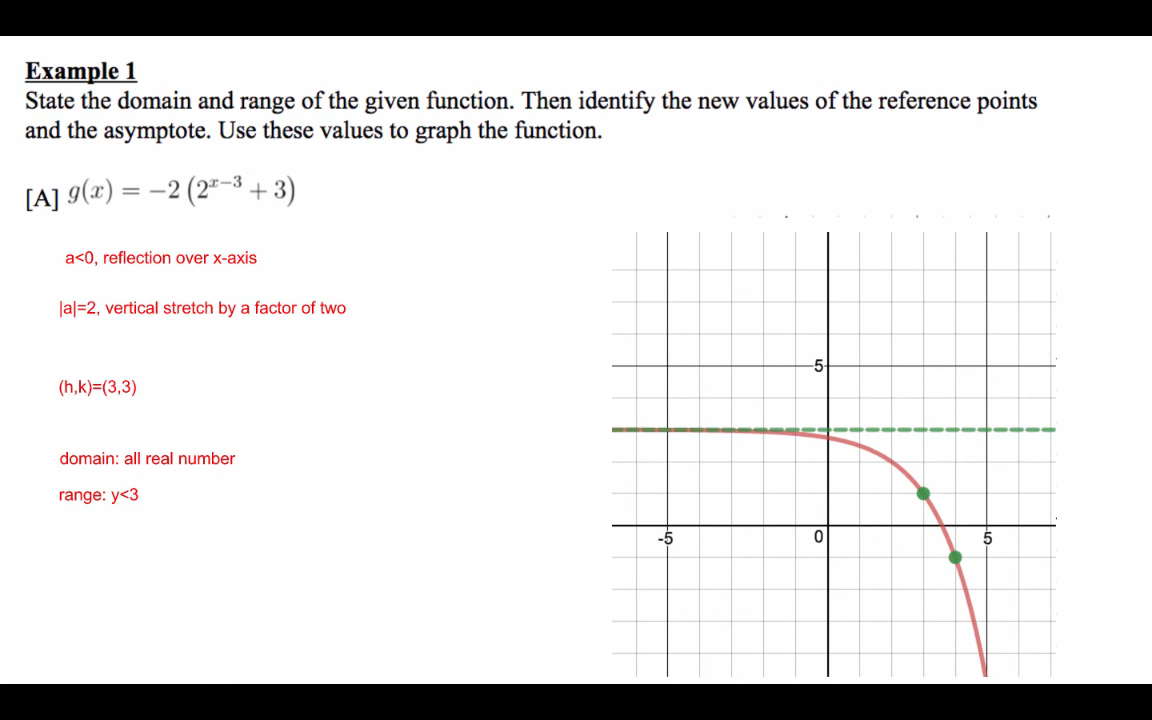 Example 1
State the domain and range of the given function. Then identify the new values of the reference points
and the asymptote. Use these values to graph the function.
[A] g(x) = −2 (2^{x−3} + 3)
a<0, reflection over x-axis
|a|=2, vertical stretch by a factor of two
(h,k)=(3,3)
domain: all real number
range: y<3
5
-5 0 5